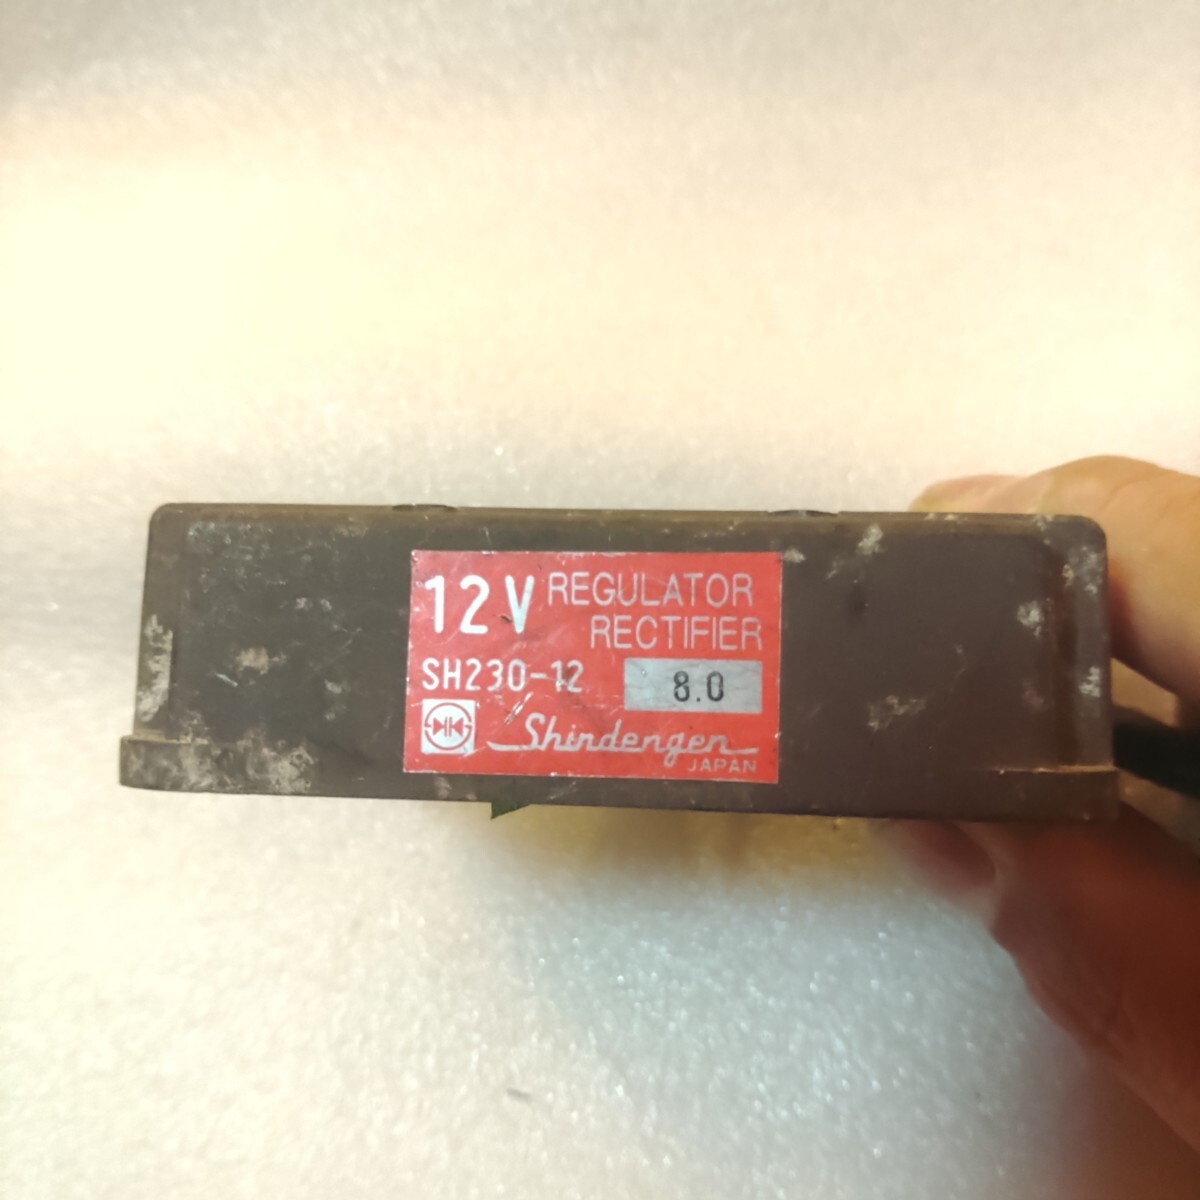 12V REGULATOR
RECTIFIER
SH230-12 8.0
Shindengen
JAPAN